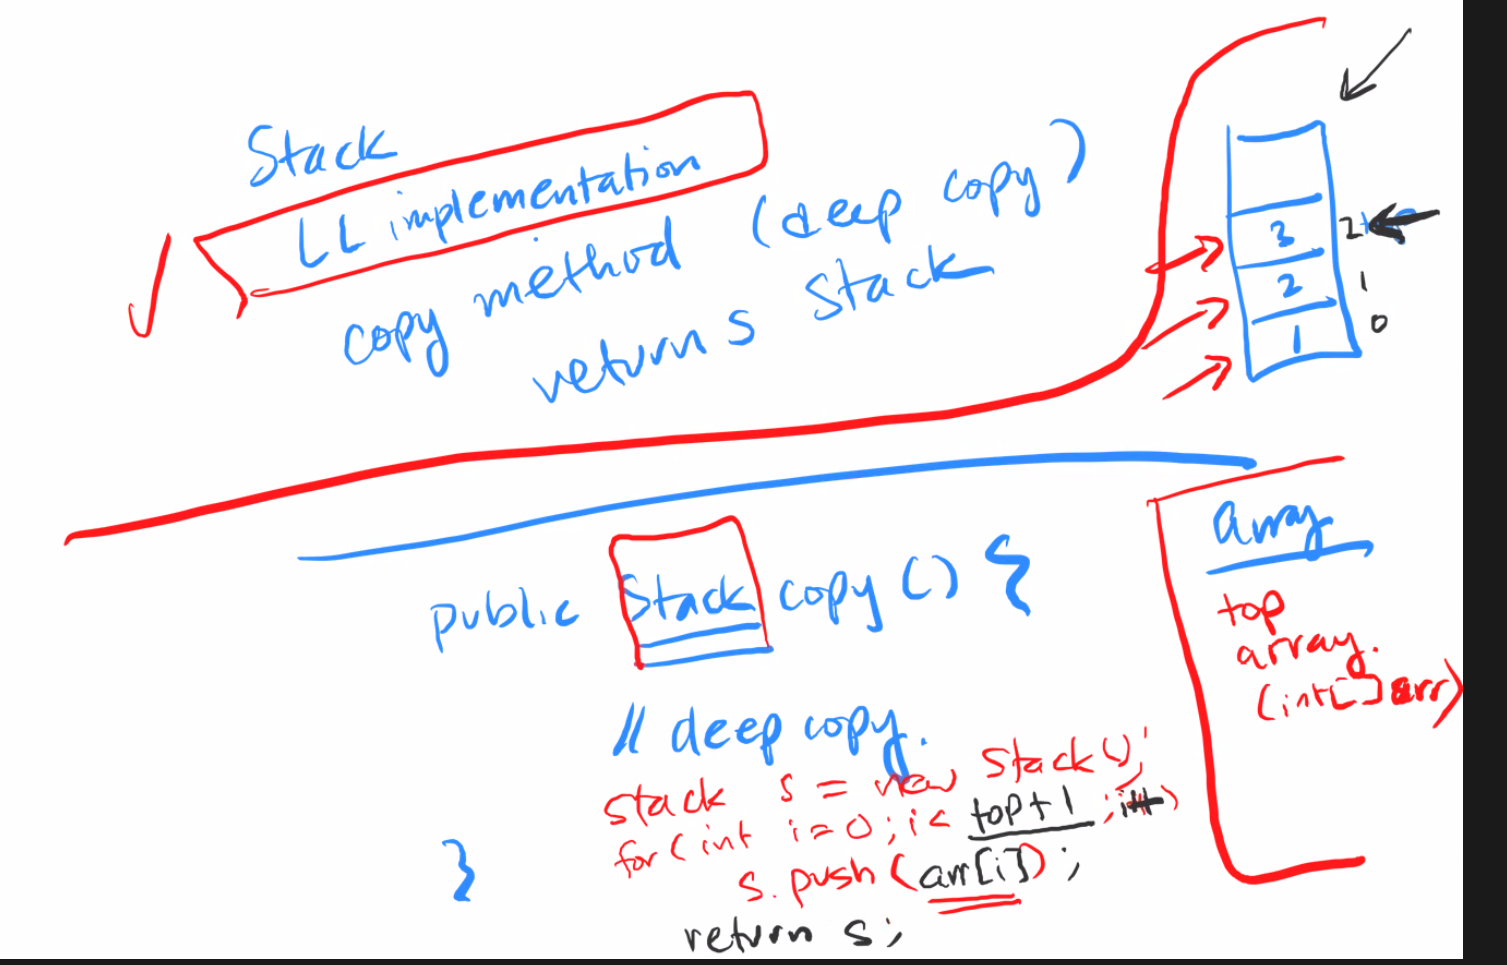 Stack
LL implementation
copy method (deep copy)
returns Stack
3 2
2 1
1 0
public Stack copy() {
// deep copy.
stack s = new Stack();
for(int i=0; i< top+1; i++)
s.push(arr[i]);
return s;
}
array
top
array.
(int[] arr)